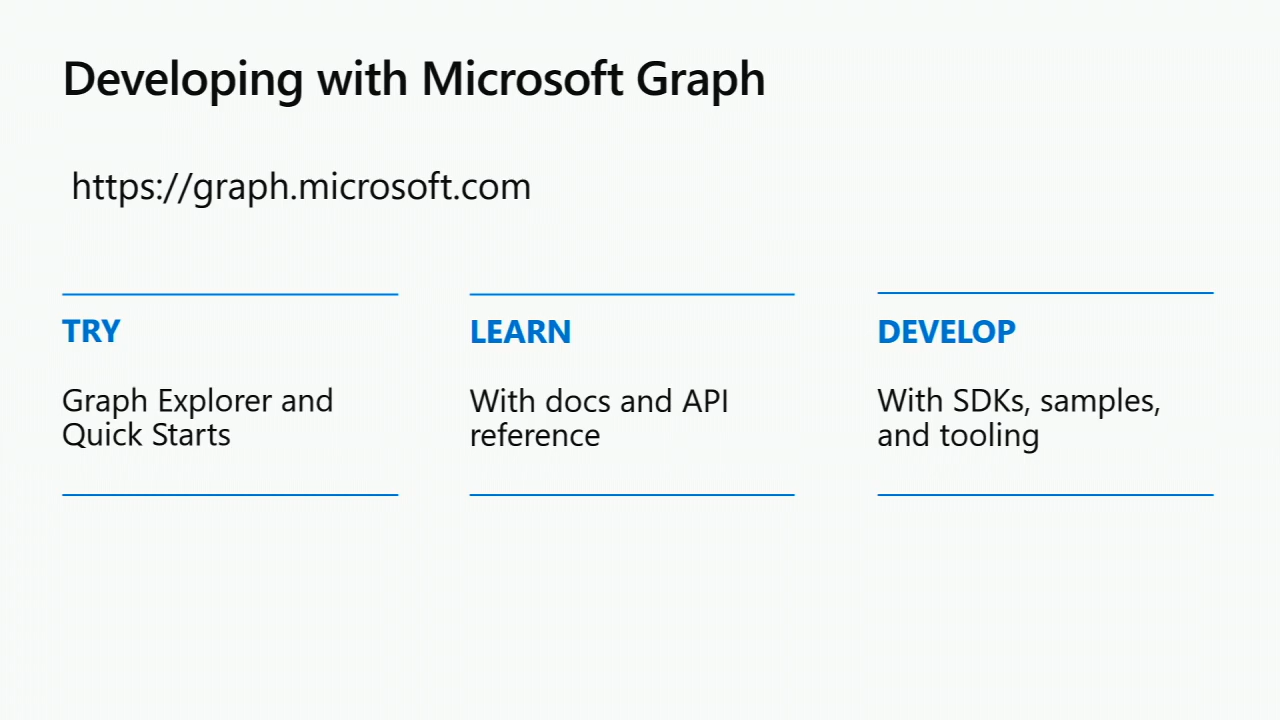 Developing with Microsoft Graph
https://graph.microsoft.com
TRY
Graph Explorer and
Quick Starts
LEARN
With docs and API
reference
DEVELOP
With SDKs, samples,
and tooling